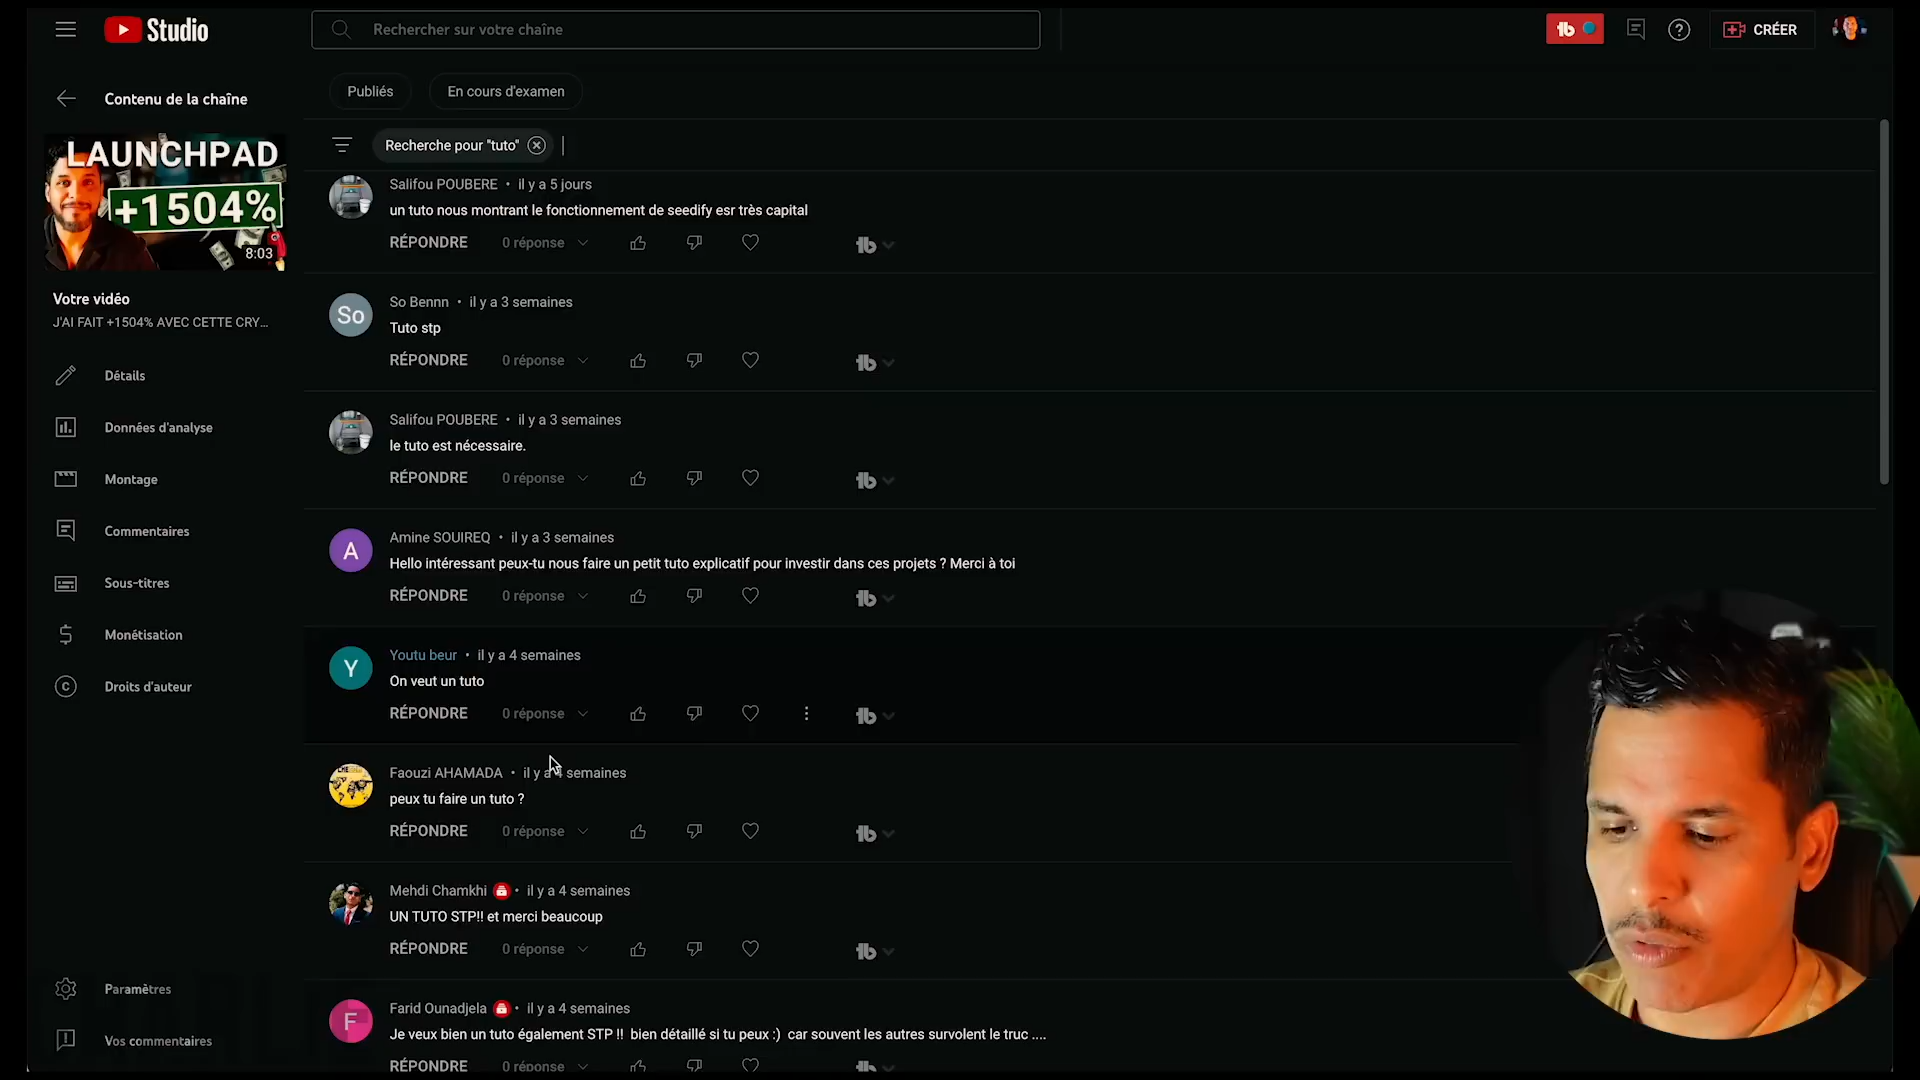 Studio
Rechercher sur votre chaîne
CRÉER
Contenu de la chaîne
LAUNCHPAD
+1504%
8:03
Votre vidéo
J'AI FAIT +1504% AVEC CETTE CRY...
Détails
Données d'analyse
Montage
Commentaires
Sous-titres
Monétisation
Droits d'auteur
Paramètres
Vos commentaires
Publiés
En cours d'examen
Recherche pour "tuto"
Salifou POUBERE • il y a 5 jours
un tuto nous montrant le fonctionnement de seedify esr très capital
RÉPONDRE 0 réponse
So
So Bennn • il y a 3 semaines
Tuto stp
RÉPONDRE 0 réponse
Salifou POUBERE • il y a 3 semaines
le tuto est nécessaire.
RÉPONDRE 0 réponse
A
Amine SOUIREQ • il y a 3 semaines
Hello intéressant peux-tu nous faire un petit tuto explicatif pour investir dans ces projets ? Merci à toi
RÉPONDRE 0 réponse
Y
Youtu beur • il y a 4 semaines
On veut un tuto
RÉPONDRE 0 réponse
Faouzi AHAMADA • il y a 4 semaines
peux tu faire un tuto ?
RÉPONDRE 0 réponse
Mehdi Chamkhi • il y a 4 semaines
UN TUTO STP!! et merci beaucoup
RÉPONDRE 0 réponse
F
Farid Ounadjela • il y a 4 semaines
Je veux bien un tuto également STP !! bien détaillé si tu peux :) car souvent les autres survolent le truc ....
RÉPONDRE 0 réponse